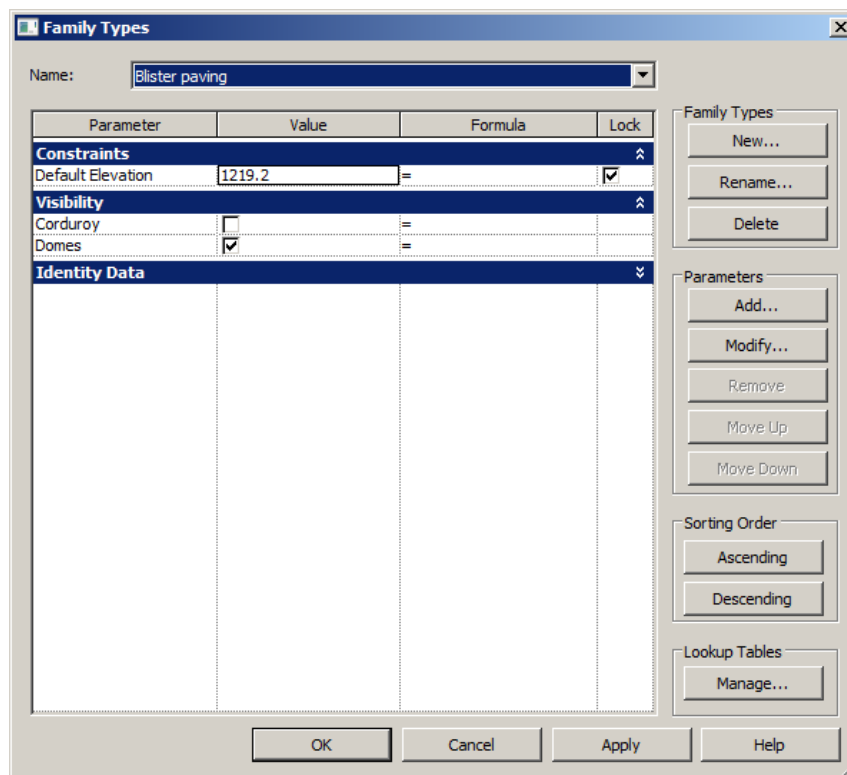 Family Types
Name: Blister paving
Parameter Value Formula Lock
Constraints
Default Elevation 1219.2 =
Visibility
Corduroy =
Domes =
Identity Data
Family Types
New...
Rename...
Delete
Parameters
Add...
Modify...
Remove
Move Up
Move Down
Sorting Order
Ascending
Descending
Lookup Tables
Manage...
OK Cancel Apply Help